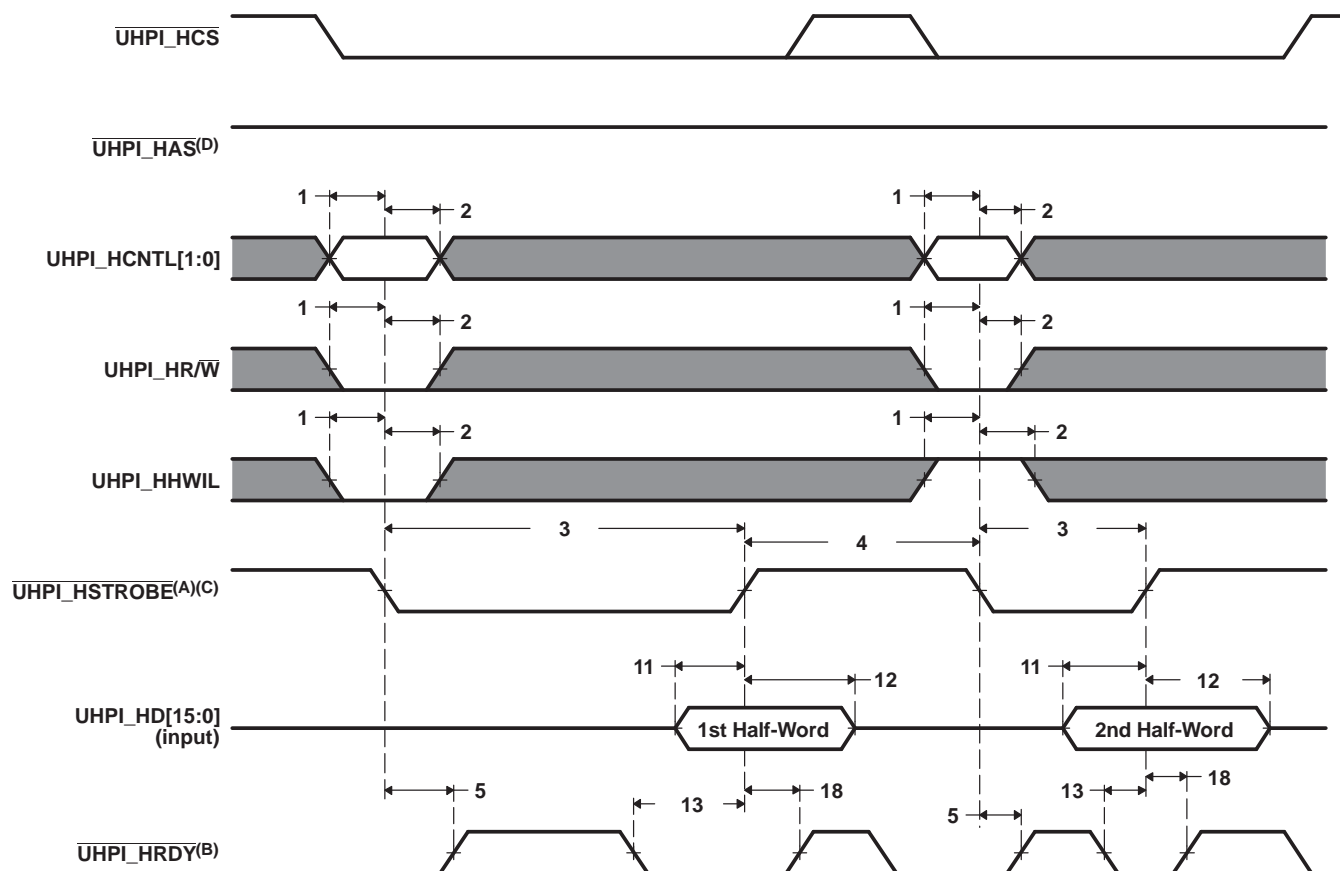 UHPI_HCS
UHPI_HAS(D)
1 2 1 2
UHPI_HCNTL[1:0]
1 2 1 2
UHPI_HR/W
1 2 1 2
UHPI_HHWIL
3 4 3
UHPI_HSTROBE(A)(C)
11 12 11 12
UHPI_HD[15:0]
(input)
1st Half-Word 2nd Half-Word
5 13 18 5 13 18
UHPI_HRDY(B)